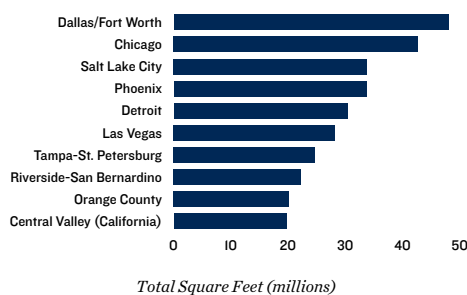 Dallas/Fort Worth
Chicago
Salt Lake City
Phoenix
Detroit
Las Vegas
Tampa-St. Petersburg
Riverside-San Bernardino
Orange County
Central Valley (California)
0 10 20 30 40 50
Total Square Feet (millions)